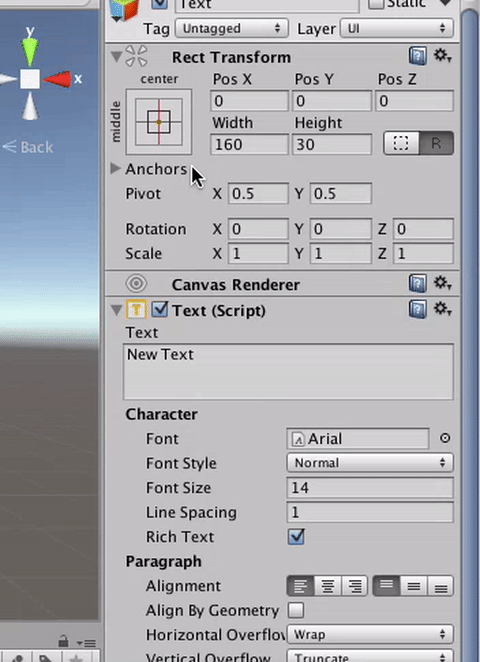 Text
Static
Tag Untagged Layer UI
y
x
Back
Rect Transform
center
middle
Pos X Pos Y Pos Z
0 0 0
Width Height
160 30
R
Anchors
Pivot X 0.5 Y 0.5
Rotation X 0 Y 0 Z 0
Scale X 1 Y 1 Z 1
Canvas Renderer
T Text (Script)
Text
New Text
Character
Font Arial
Font Style Normal
Font Size 14
Line Spacing 1
Rich Text
Paragraph
Alignment
Align By Geometry
Horizontal Overflow Wrap
Vertical Overflow Truncate